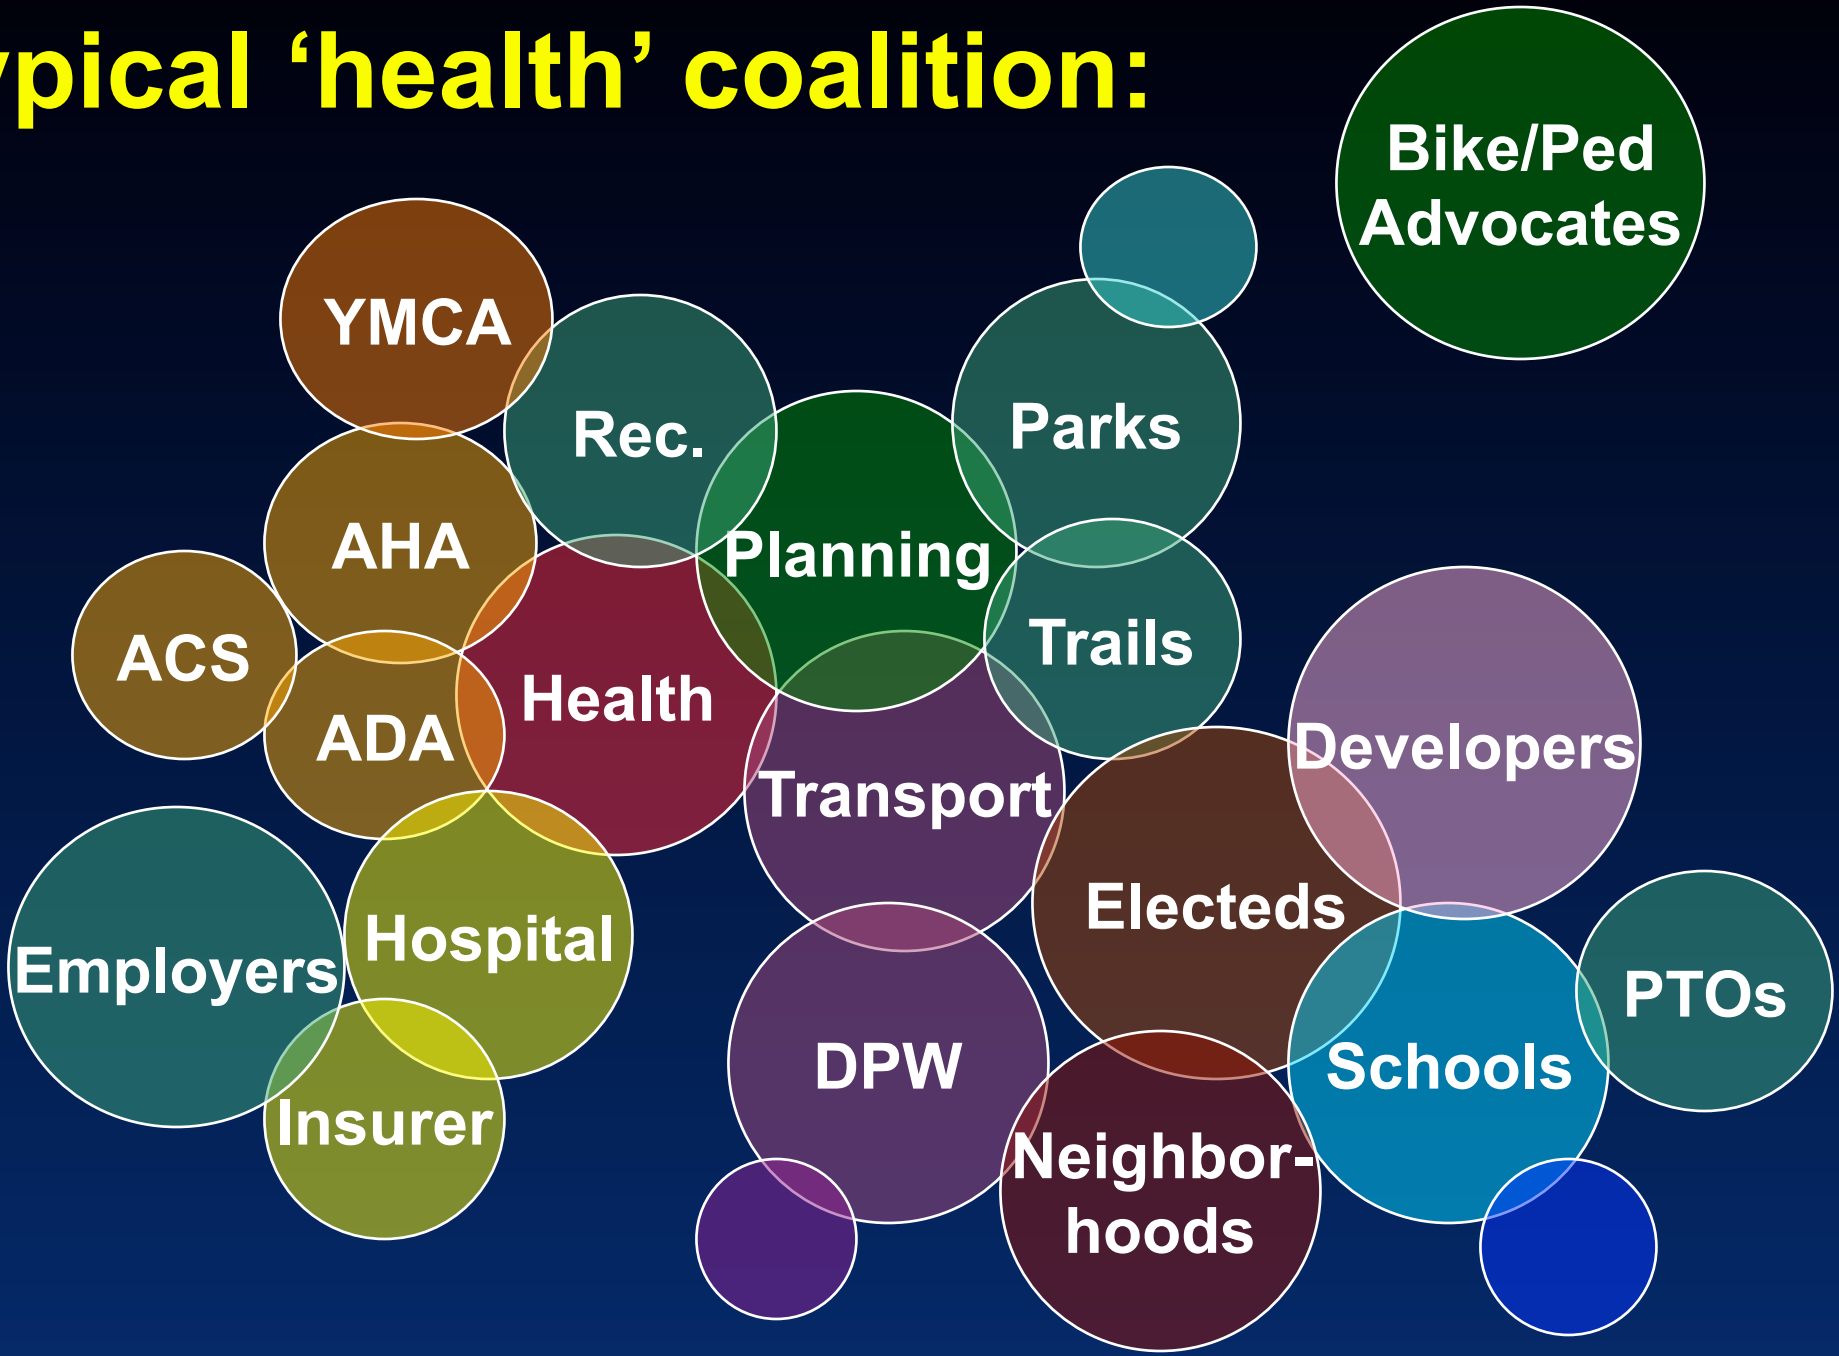 ypical ‘health’ coalition:
Bike/Ped
Advocates
YMCA
Rec.
Parks
AHA
Planning
ACS
Trails
Health
ADA
Developers
Transport
Electeds
Hospital
Employers
PTOs
DPW
Schools
Insurer
Neighbor-
hoods